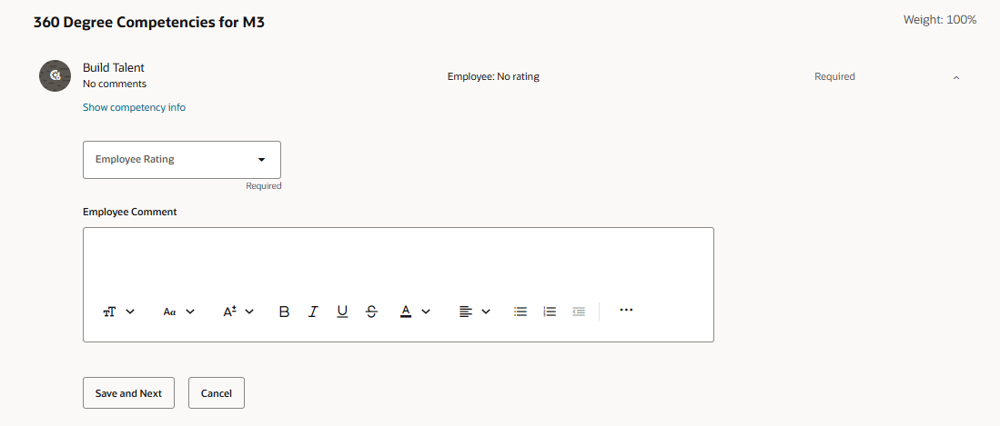 360 Degree Competencies for M3
Weight: 100%
Build Talent
No comments
Employee: No rating
Required
Show competency info
Employee Rating
Required
Employee Comment
Save and Next
Cancel